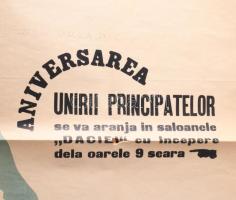 ANIVERSAREA
UNIRII PRINCIPATELOR
se va aranja in saloanele
„DACIEI” cu incepere
dela oarele 9 seara